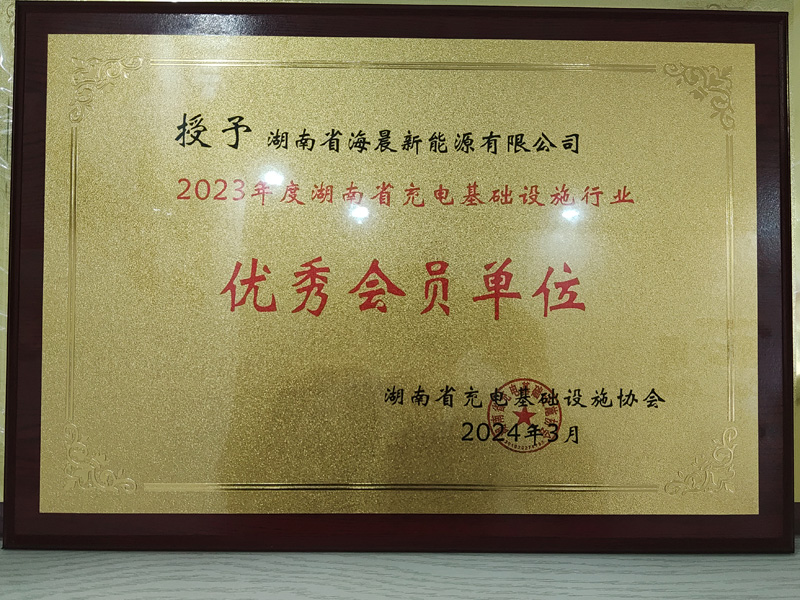 授予 湖南省海晨新能源有限公司
2023年度湖南省充电基础设施行业
优秀会员单位
湖南省充电基础设施协会
2024年3月